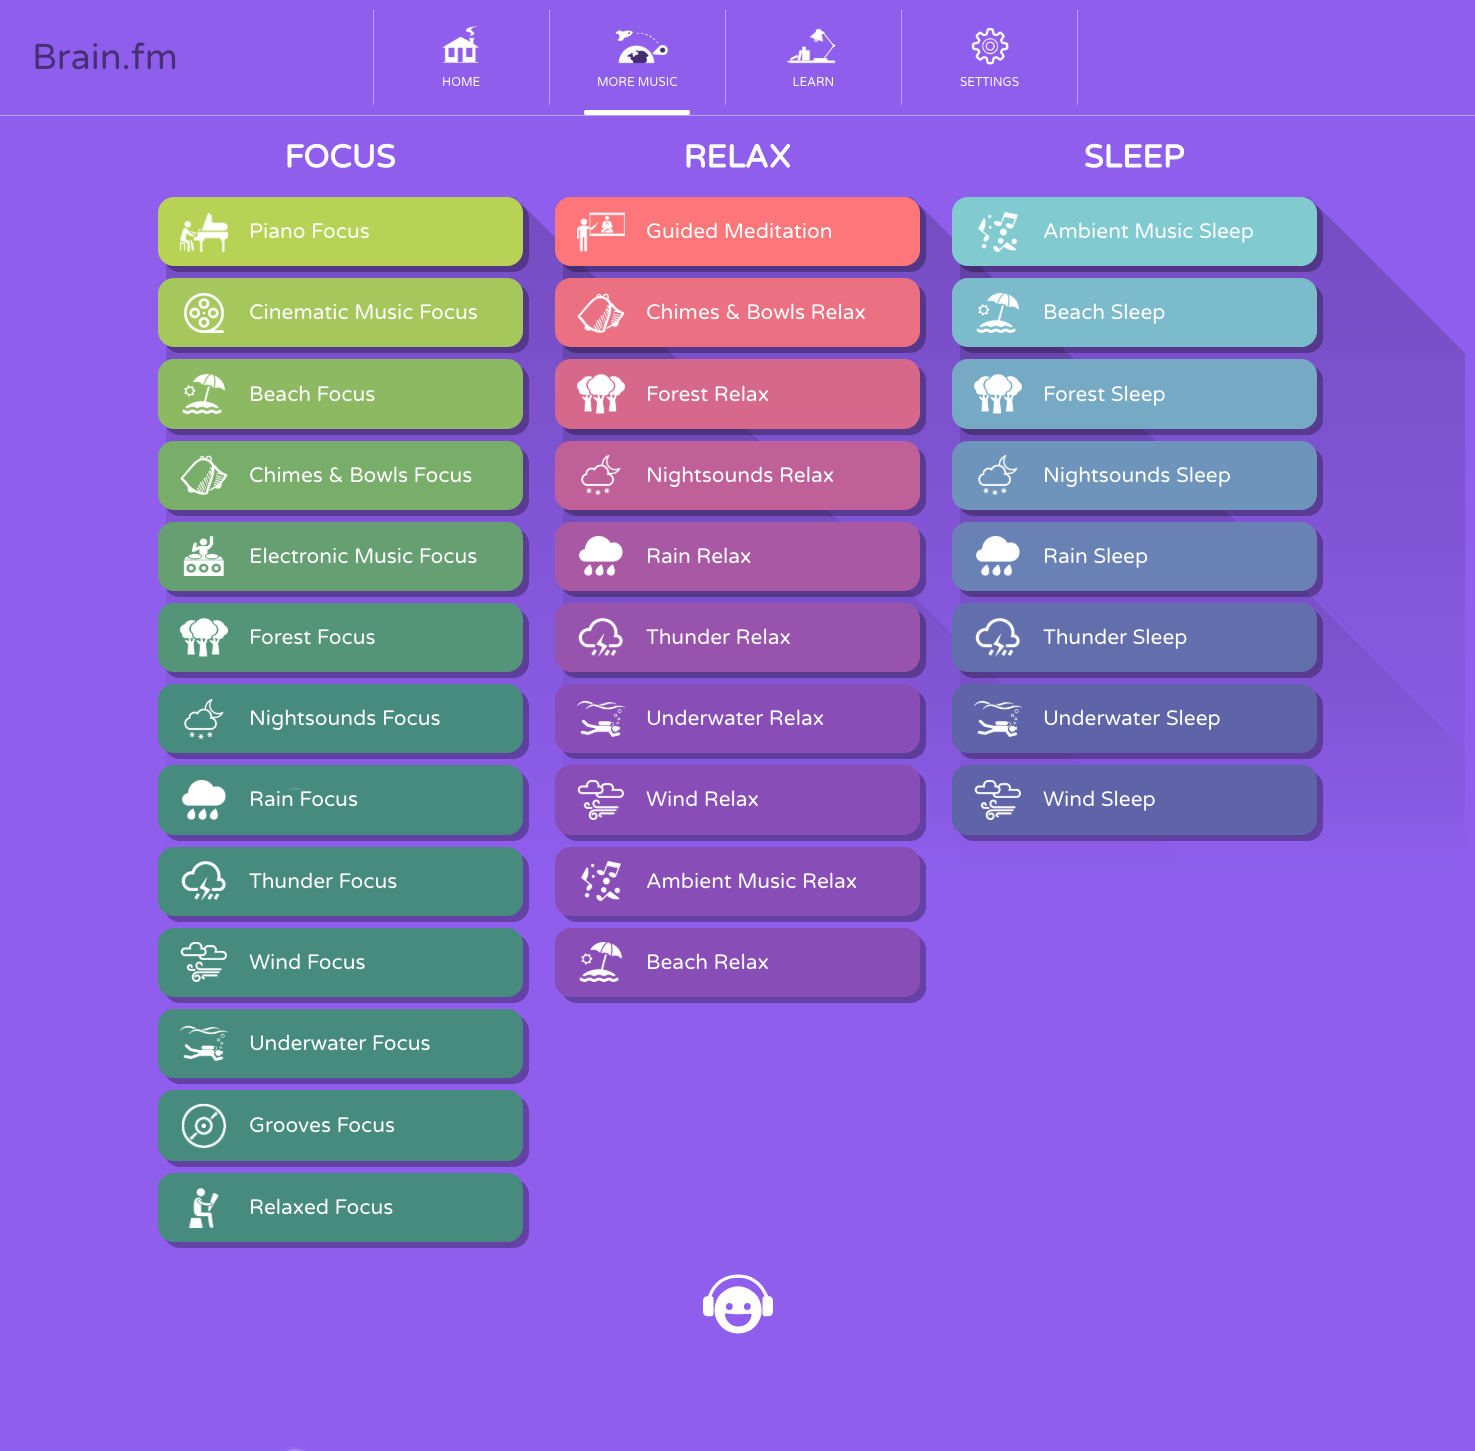 Brain.fm
HOME
MORE MUSIC
LEARN
SETTINGS
FOCUS
Piano Focus
Cinematic Music Focus
Beach Focus
Chimes & Bowls Focus
Electronic Music Focus
Forest Focus
Nightsounds Focus
Rain Focus
Thunder Focus
Wind Focus
Underwater Focus
Grooves Focus
Relaxed Focus
RELAX
Guided Meditation
Chimes & Bowls Relax
Forest Relax
Nightsounds Relax
Rain Relax
Thunder Relax
Underwater Relax
Wind Relax
Ambient Music Relax
Beach Relax
SLEEP
Ambient Music Sleep
Beach Sleep
Forest Sleep
Nightsounds Sleep
Rain Sleep
Thunder Sleep
Underwater Sleep
Wind Sleep